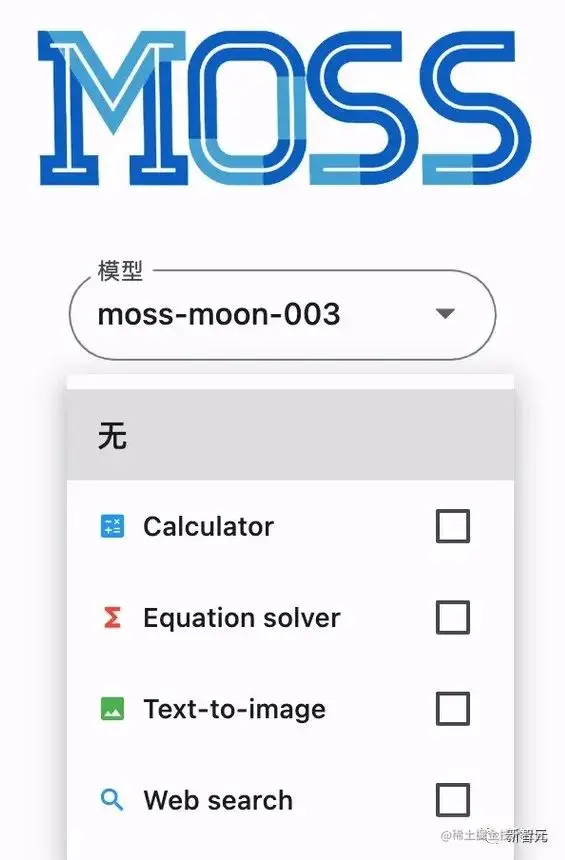 MOSS
模型
moss-moon-003
无
Calculator
Equation solver
Text-to-image
Web search
@稀土掘金技术社区
新智元